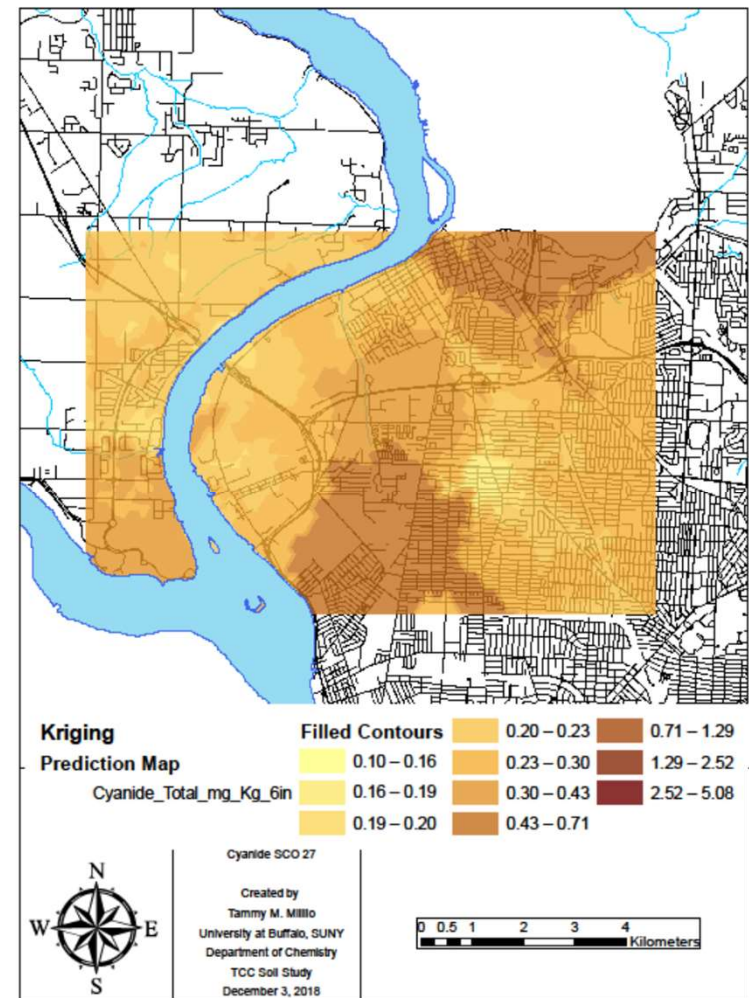 Kriging
Prediction Map
Cyanide_Total_mg_Kg_6in
Filled Contours
0.10 – 0.16
0.16 – 0.19
0.19 – 0.20
0.20 – 0.23
0.23 – 0.30
0.30 – 0.43
0.43 – 0.71
0.71 – 1.29
1.29 – 2.52
2.52 – 5.08
N
W E
S
Cyanide SCO 27
Created by
Tammy M. Milillo
University at Buffalo, SUNY
Department of Chemistry
TCC Soil Study
December 3, 2018
0 0.5 1 2 3 4
Kilometers